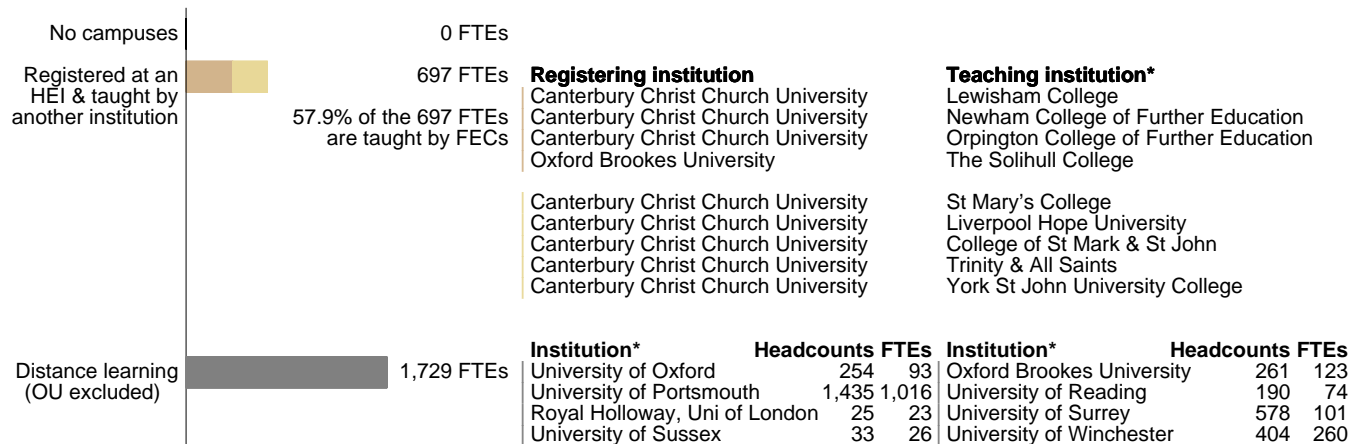 No campuses 0 FTEs
Registered at an HEI & taught by another institution 697 FTEs
57.9% of the 697 FTEs are taught by FECs
Registering institution Teaching institution*
Canterbury Christ Church University Lewisham College
Canterbury Christ Church University Newham College of Further Education
Canterbury Christ Church University Orpington College of Further Education
Oxford Brookes University The Solihull College
Canterbury Christ Church University St Mary's College
Canterbury Christ Church University Liverpool Hope University
Canterbury Christ Church University College of St Mark & St John
Canterbury Christ Church University Trinity & All Saints
Canterbury Christ Church University York St John University College
Distance learning (OU excluded) 1,729 FTEs
Institution* Headcounts FTEs Institution* Headcounts FTEs
University of Oxford 254 93 Oxford Brookes University 261 123
University of Portsmouth 1,435 1,016 University of Reading 190 74
Royal Holloway, Uni of London 25 23 University of Surrey 578 101
University of Sussex 33 26 University of Winchester 404 260